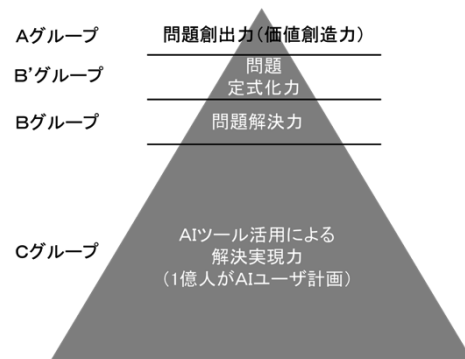 Aグループ
問題創出力(価値創造力)
B'グループ
問題
定式化力
Bグループ
問題解決力
Cグループ
AIツール活用による
解決実現力
(1億人がAIユーザ計画)